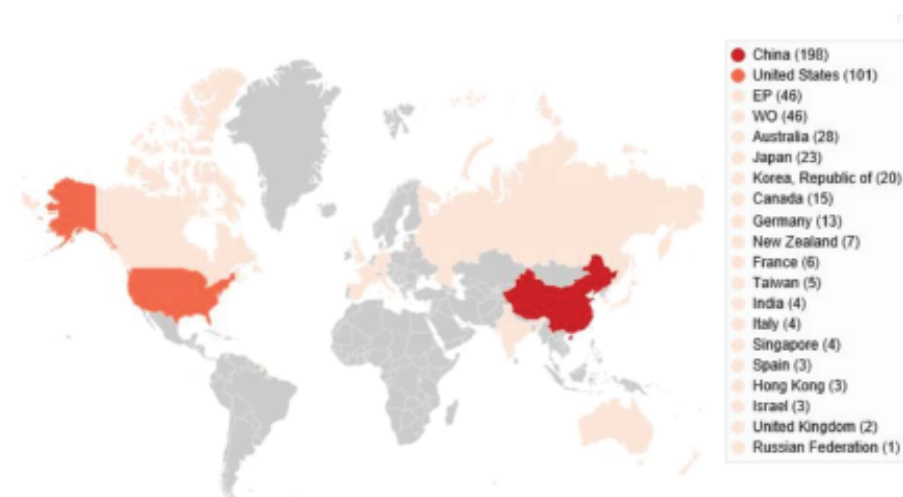 China (198)
United States (101)
EP (46)
WO (46)
Australia (28)
Japan (23)
Korea, Republic of (20)
Canada (15)
Germany (13)
New Zealand (7)
France (6)
Taiwan (5)
India (4)
Italy (4)
Singapore (4)
Spain (3)
Hong Kong (3)
Israel (3)
United Kingdom (2)
Russian Federation (1)